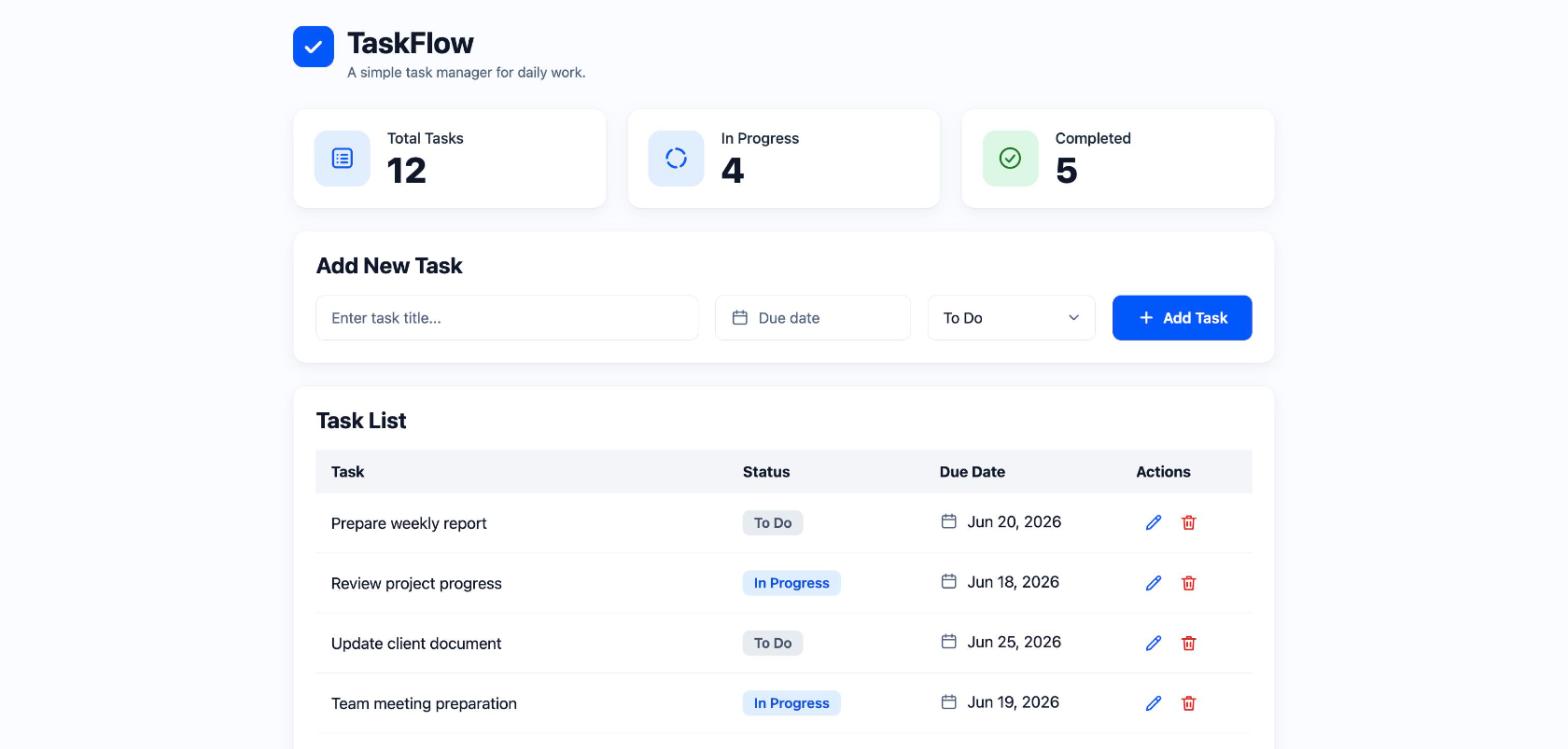 TaskFlow
A simple task manager for daily work.
Total Tasks
12
In Progress
4
Completed
5
Add New Task
Enter task title...
Due date
To Do
Add Task
Task List
Task Status Due Date Actions
Prepare weekly report To Do Jun 20, 2026
Review project progress In Progress Jun 18, 2026
Update client document To Do Jun 25, 2026
Team meeting preparation In Progress Jun 19, 2026